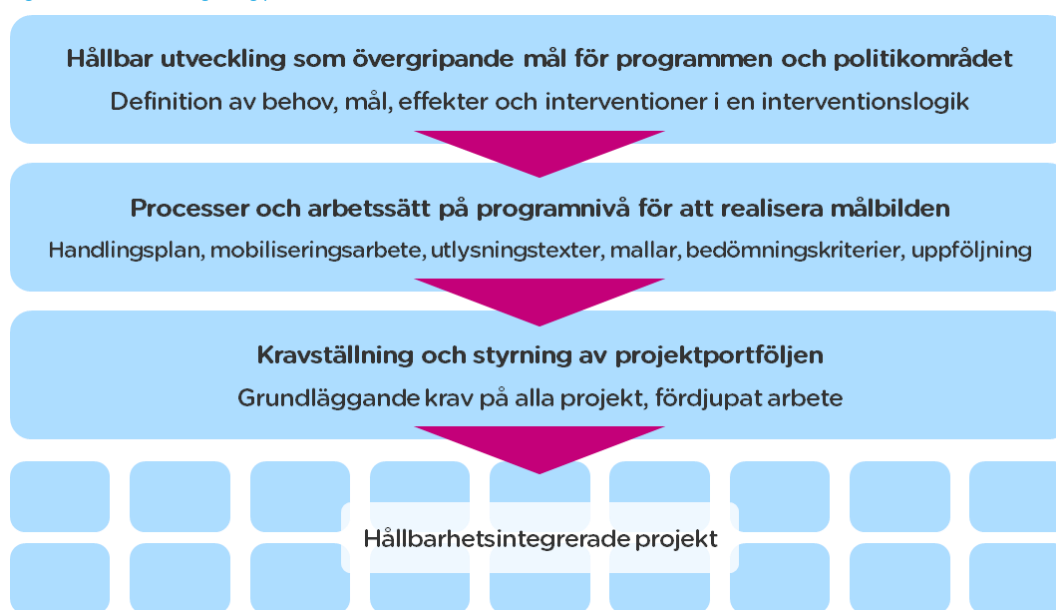 Hållbar utveckling som övergripande mål för programmen och politikområdet
Definition av behov, mål, effekter och interventioner i en interventionslogik
Processer och arbetssätt på programnivå för att realisera målbilden
Handlingsplan, mobiliseringsarbete, utlysningstexter, mallar, bedömningskriterier, uppföljning
Kravställning och styrning av projektportföljen
Grundläggande krav på alla projekt, fördjupat arbete
Hållbarhetsintegrerade projekt